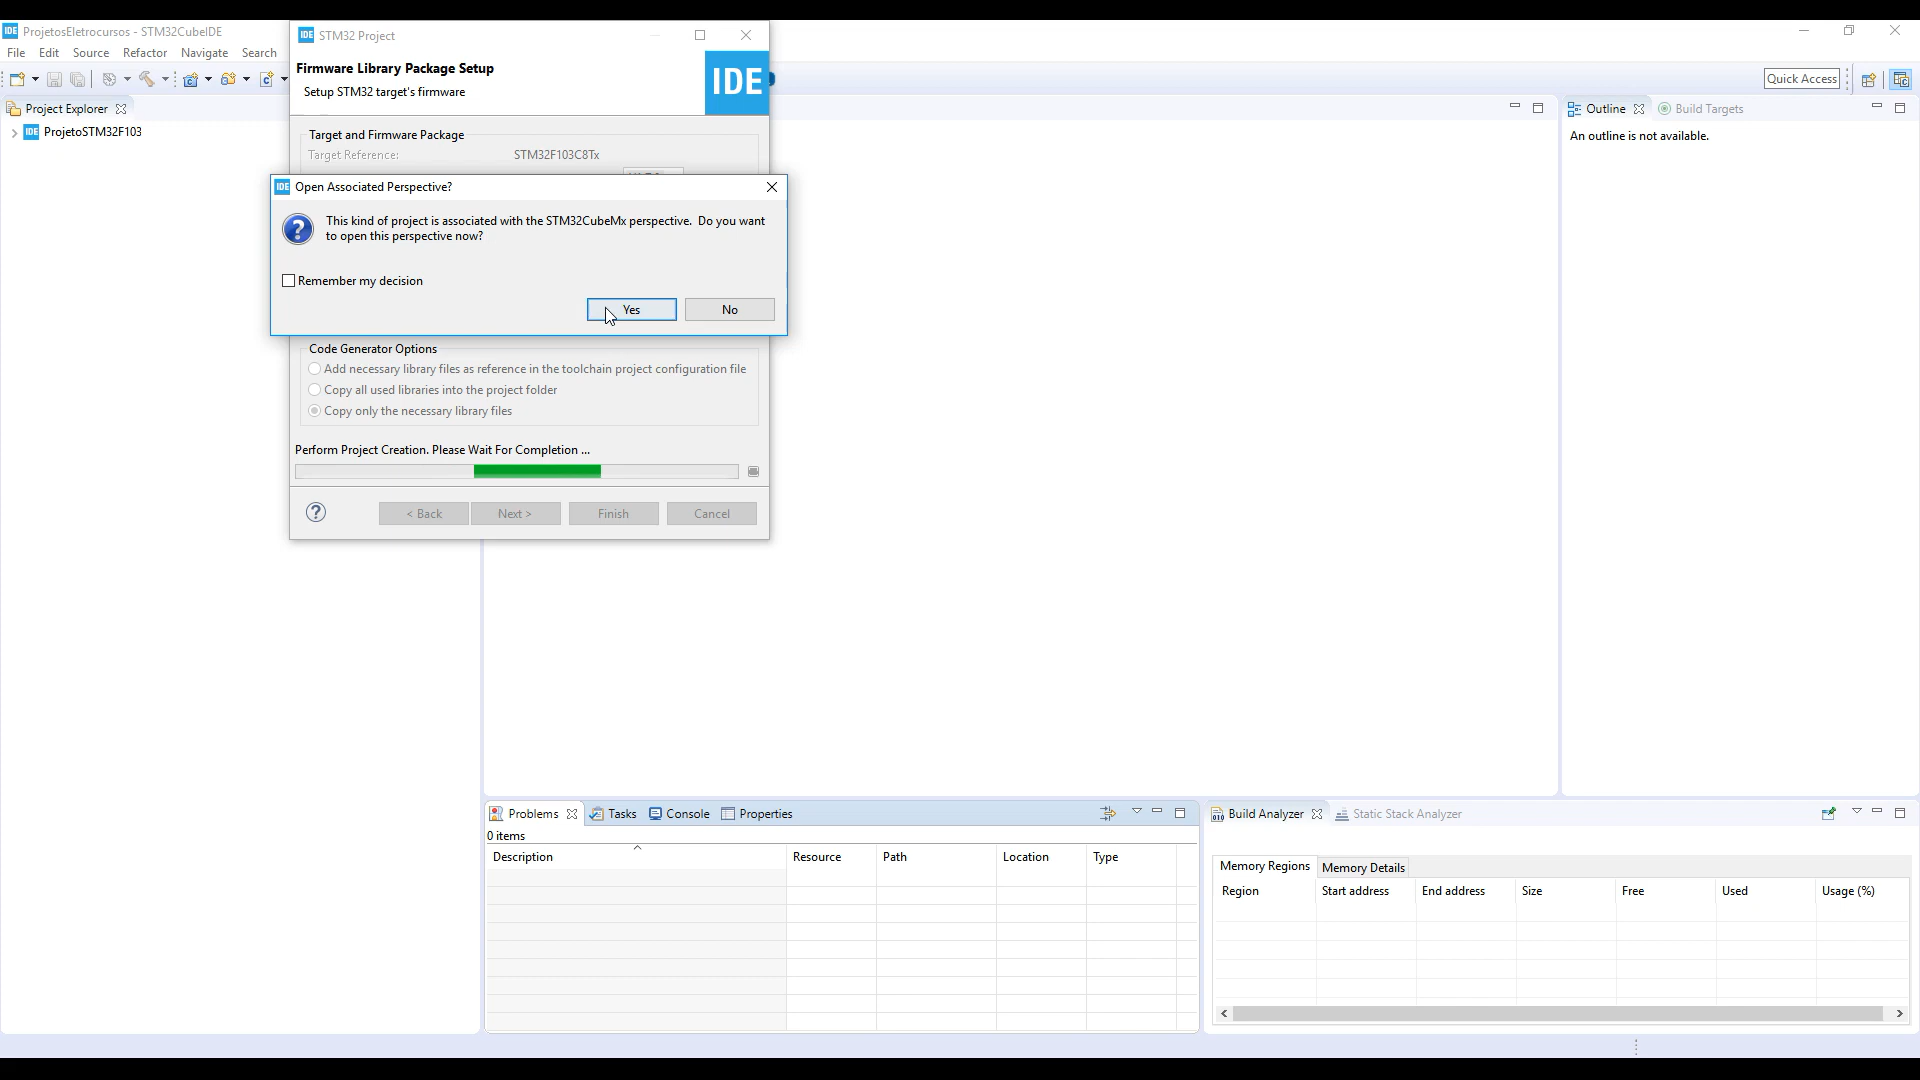 IDE ProjetosEletrocursos - STM32CubeIDE
File Edit Source Refactor Navigate Search
Quick Access
Project Explorer
IDE ProjetoSTM32F103
IDE STM32 Project
Firmware Library Package Setup
Setup STM32 target's firmware
IDE
Target and Firmware Package
Target Reference: STM32F103C8Tx
IDE Open Associated Perspective?
This kind of project is associated with the STM32CubeMx perspective. Do you want
to open this perspective now?
Remember my decision
Yes No
Code Generator Options
Add necessary library files as reference in the toolchain project configuration file
Copy all used libraries into the project folder
Copy only the necessary library files
Perform Project Creation. Please Wait For Completion ...
< Back Next > Finish Cancel
Outline Build Targets
An outline is not available.
Problems Tasks Console Properties
0 items
Description Resource Path Location Type
Build Analyzer Static Stack Analyzer
Memory Regions Memory Details
Region Start address End address Size Free Used Usage (%)